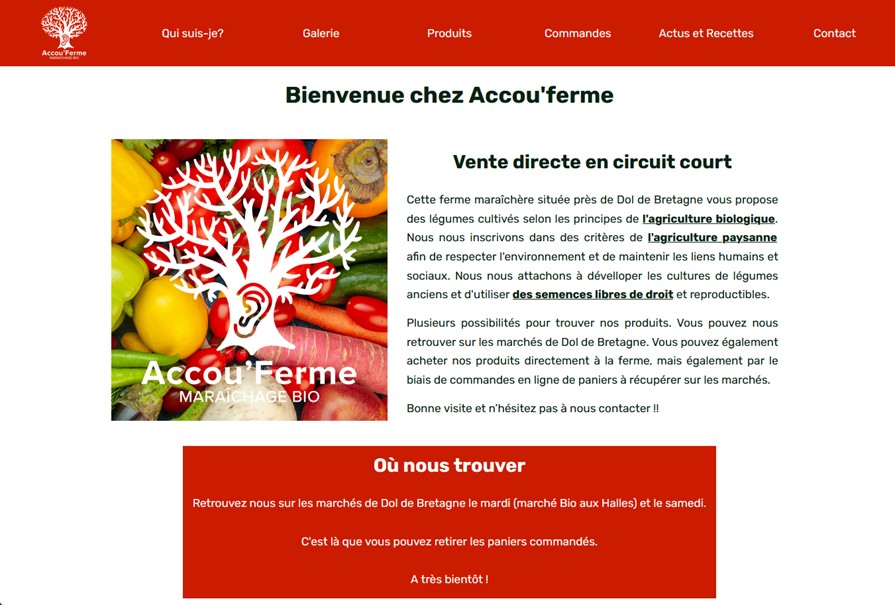 Accou'Ferme
MARAÎCHAGE BIO
Qui suis-je?
Galerie
Produits
Commandes
Actus et Recettes
Contact
Bienvenue chez Accou'ferme
Accou'Ferme
MARAÎCHAGE BIO
Vente directe en circuit court
Cette ferme maraîchère située près de Dol de Bretagne vous propose
des légumes cultivés selon les principes de l'agriculture biologique.
Nous nous inscrivons dans des critères de l'agriculture paysanne
afin de respecter l'environnement et de maintenir les liens humains et
sociaux. Nous nous attachons à dévelloper les cultures de légumes
anciens et d'utiliser des semences libres de droit et reproductibles.
Plusieurs possibilités pour trouver nos produits. Vous pouvez nous
retrouver sur les marchés de Dol de Bretagne. Vous pouvez également
acheter nos produits directement à la ferme, mais également par le
biais de commandes en ligne de paniers à récupérer sur les marchés.
Bonne visite et n'hésitez pas à nous contacter !!
Où nous trouver
Retrouvez nous sur les marchés de Dol de Bretagne le mardi (marché Bio aux Halles) et le samedi.
C'est là que vous pouvez retirer les paniers commandés.
A très bientôt !